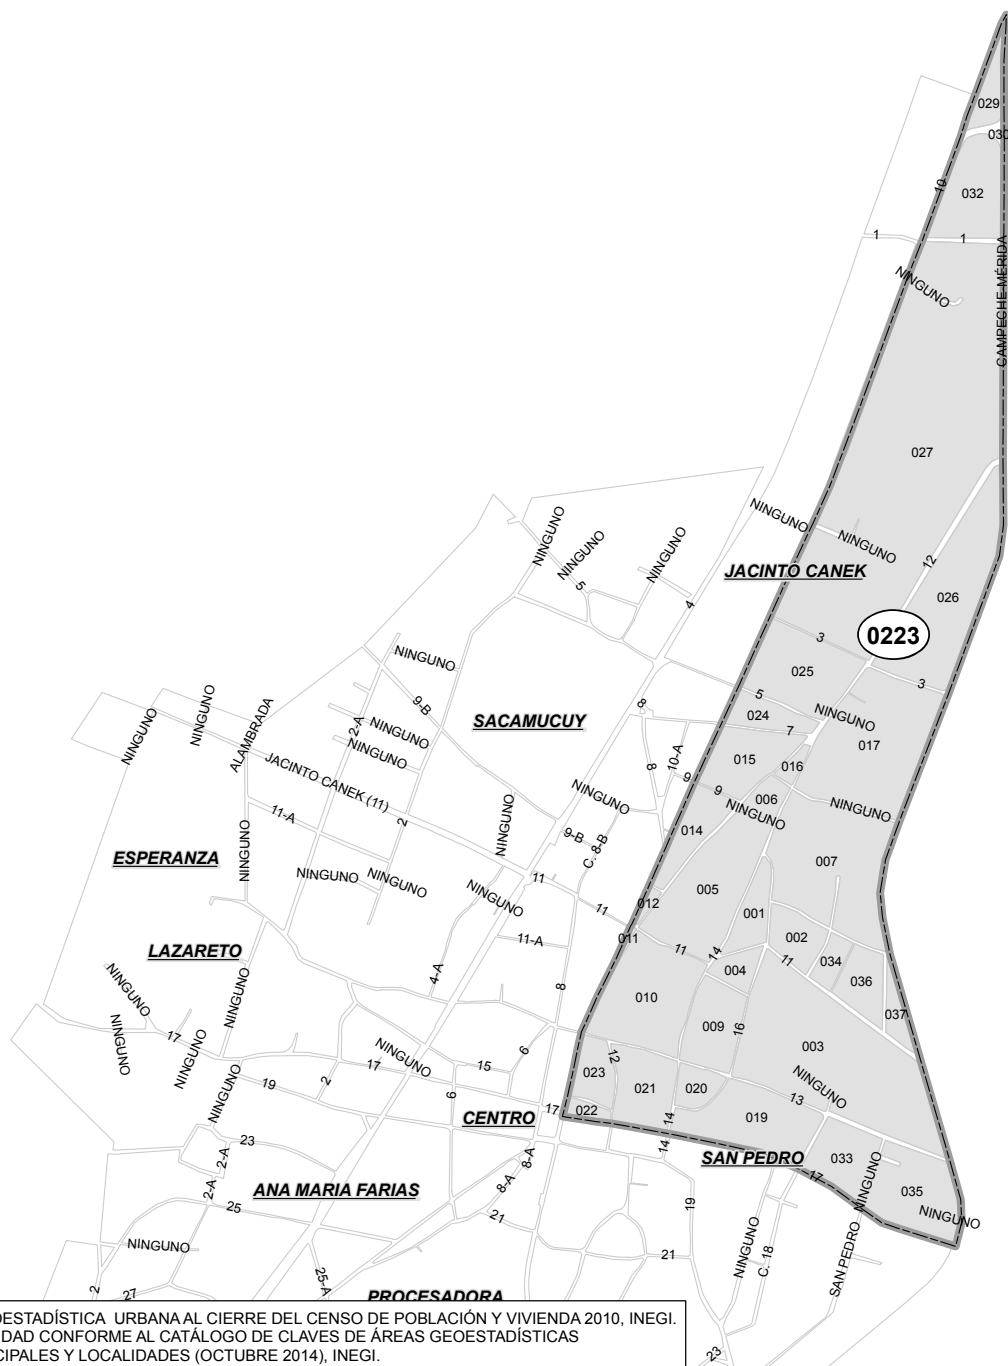 029
030
10
032
1
1
CAMPECHE-MÉRIDA
NINGUNO
027
NINGUNO
NINGUNO
NINGUNO
NINGUNO
NINGUNO
12
JACINTO CANEK
5
4
026
0223
3
3
NINGUNO
025
9-B
5
NINGUNO
8
024
NINGUNO
NINGUNO
ALAMBRADA
2-A
NINGUNO
SACAMUCUY
7
017
NINGUNO
10-A
015
016
8
JACINTO CANEK (11)
9
9
006
NINGUNO
NINGUNO
NINGUNO
11-A
2
NINGUNO
9-B
C. 8-B
014
NINGUNO
ESPERANZA
007
NINGUNO
NINGUNO
11
005
NINGUNO
012
11
001
LAZARETO
11-A
011
11
14
002
11
034
004
036
4-A
NINGUNO
NINGUNO
8
010
037
009
16
003
NINGUNO
17
NINGUNO
NINGUNO
17
15
6
12
023
021
020
NINGUNO
19
2
NINGUNO
6
13
CENTRO
17
022
14
019
23
2-A
8-A
14
SAN PEDRO
033
17
NINGUNO
035
ANA MARIA FARIAS
8-A
2-A
25
21
19
NINGUNO
NINGUNO
21
NINGUNO
C. 18
SAN PEDRO
2
27
25-A
PROCESADORA
OESTADÍSTICA URBANA AL CIERRE DEL CENSO DE POBLACIÓN Y VIVIENDA 2010, INEGI.
IDAD CONFORME AL CATÁLOGO DE CLAVES DE ÁREAS GEOESTADÍSTICAS
CIPALES Y LOCALIDADES (OCTUBRE 2014), INEGI.
23